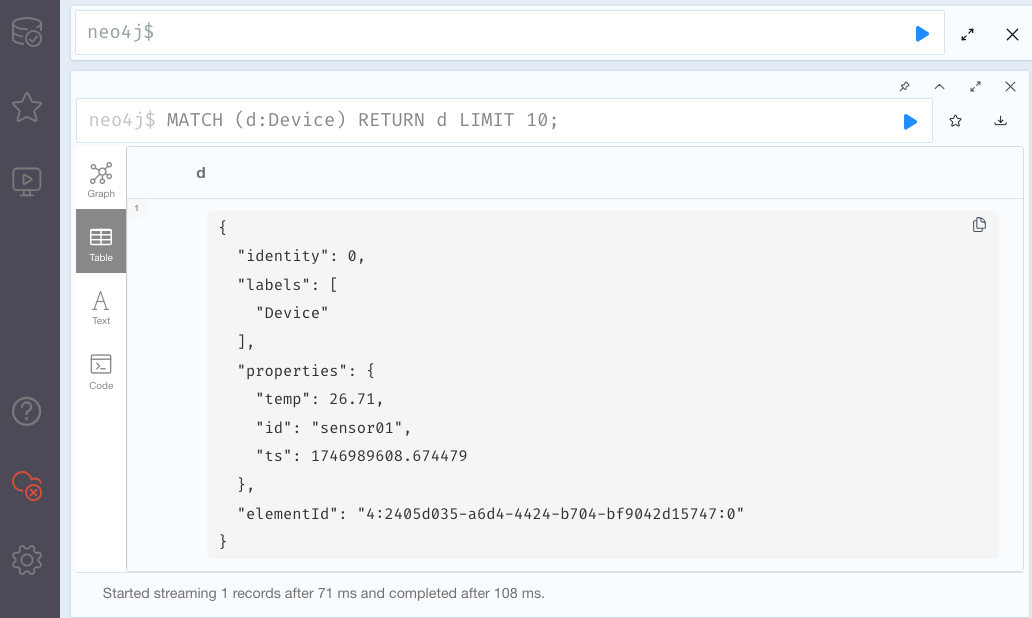 neo4j$
neo4j$ MATCH (d:Device) RETURN d LIMIT 10;
Graph
Table
Text
Code
d
1
{
"identity": 0,
"labels": [
"Device"
],
"properties": {
"temp": 26.71,
"id": "sensor01",
"ts": 1746989608.674479
},
"elementId": "4:2405d035-a6d4-4424-b704-bf9042d15747:0"
}
Started streaming 1 records after 71 ms and completed after 108 ms.